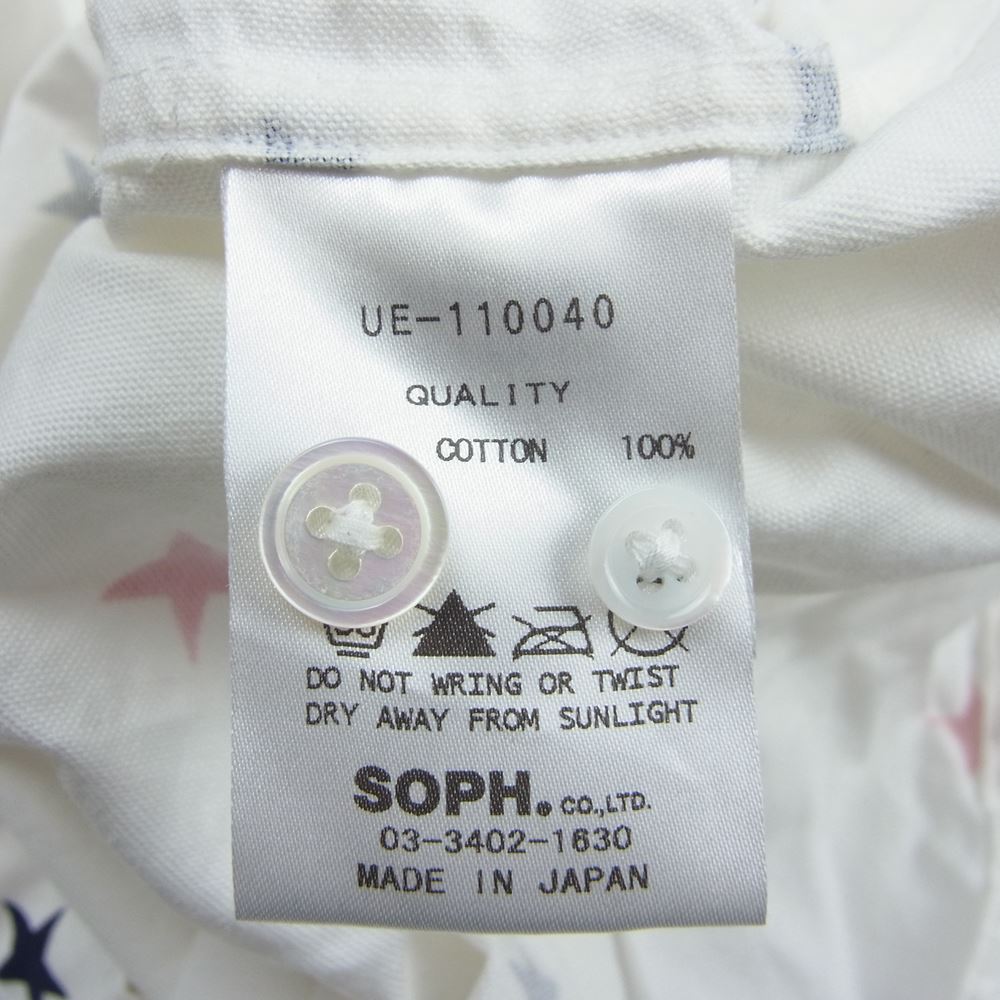 UE-110040
QUALITY
COTTON 100%
DO NOT WRING OR TWIST
DRY AWAY FROM SUNLIGHT
SOPH. CO.,LTD.
03-3402-1630
MADE IN JAPAN